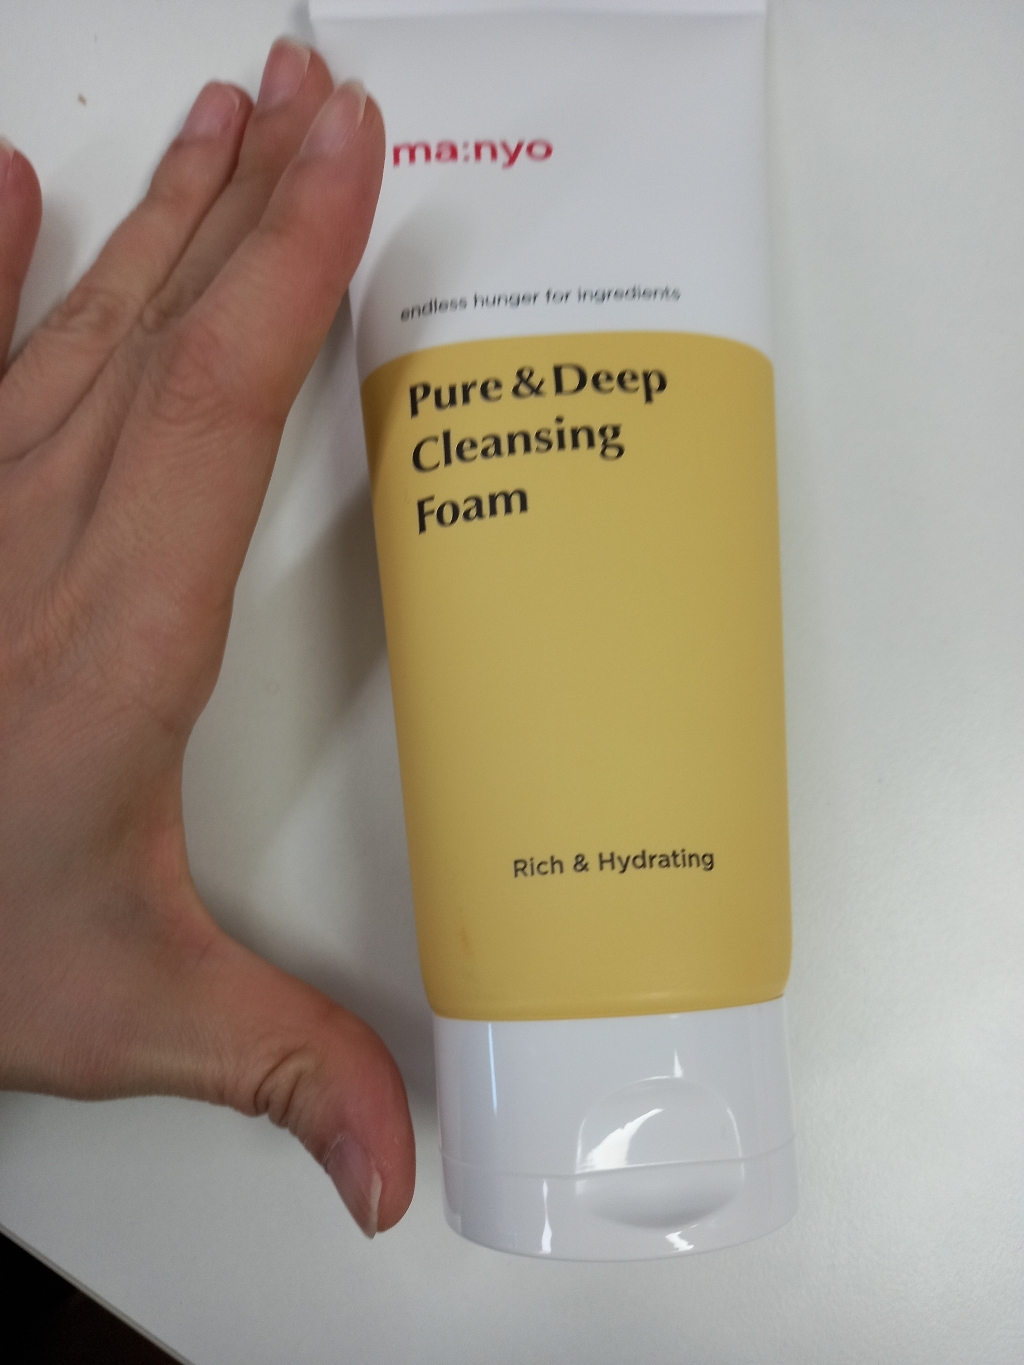 ma:nyo
endless hunger for ingredients
Pure & Deep
Cleansing
Foam
Rich & Hydrating